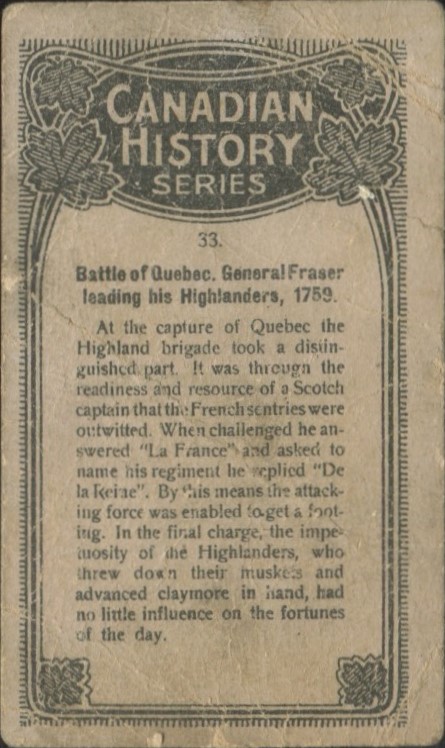 CANADIAN
HISTORY
SERIES
33.
Battle of Quebec. General Fraser
leading his Highlanders, 1759.
At the capture of Quebec the
Highland brigade took a distin-
guished part. It was through the
readiness and resource of a Scotch
captain that the French sentries were
outwitted. When challenged he an-
swered "La France" and asked to
name his regiment he replied "De
la Reine". By this means the attack-
ing force was enabled to get a foot-
ing. In the final charge, the impe-
tuosity of the Highlanders, who
threw down their muskets and
advanced claymore in hand, had
no little influence on the fortunes
of the day.